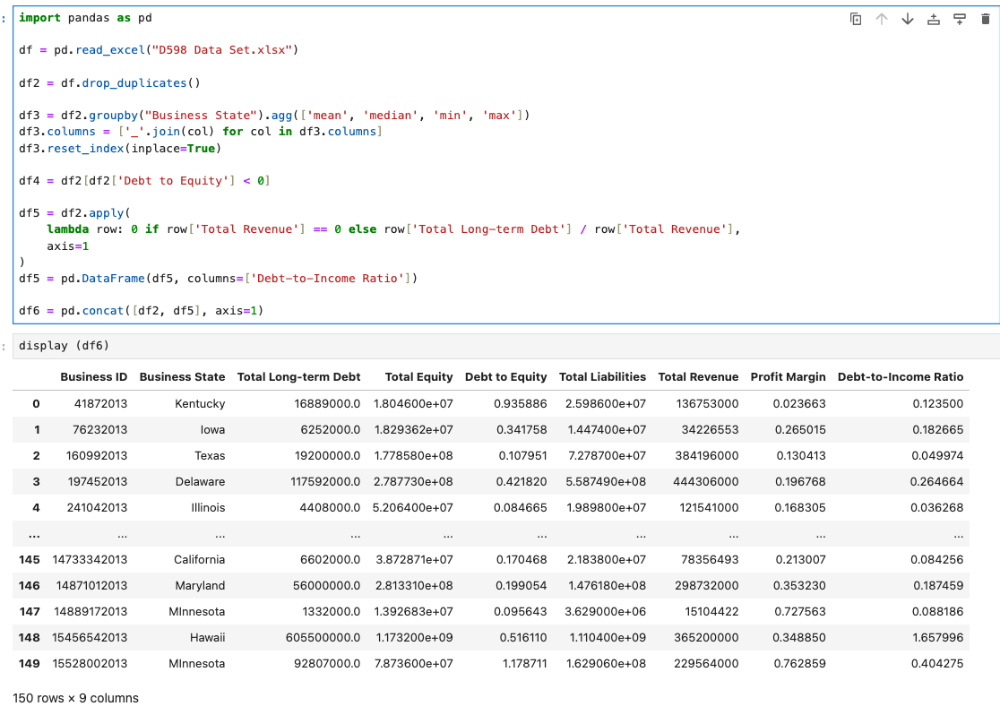 : import pandas as pd
df = pd.read_excel("D598 Data Set.xlsx")
df2 = df.drop_duplicates()
df3 = df2.groupby("Business State").agg(['mean', 'median', 'min', 'max'])
df3.columns = ['_'.join(col) for col in df3.columns]
df3.reset_index(inplace=True)
df4 = df2[df2['Debt to Equity'] < 0]
df5 = df2.apply(
    lambda row: 0 if row['Total Revenue'] == 0 else row['Total Long-term Debt'] / row['Total Revenue'],
    axis=1
)
df5 = pd.DataFrame(df5, columns=['Debt-to-Income Ratio'])
df6 = pd.concat([df2, df5], axis=1)
: display (df6)
Business ID Business State Total Long-term Debt Total Equity Debt to Equity Total Liabilities Total Revenue Profit Margin Debt-to-Income Ratio
0 41872013 Kentucky 16889000.0 1.804600e+07 0.935886 2.598600e+07 136753000 0.023663 0.123500
1 76232013 Iowa 6252000.0 1.829362e+07 0.341758 1.447400e+07 34226553 0.265015 0.182665
2 160992013 Texas 19200000.0 1.778580e+08 0.107951 7.278700e+07 384196000 0.130413 0.049974
3 197452013 Delaware 117592000.0 2.787730e+08 0.421820 5.587490e+08 444306000 0.196768 0.264664
4 241042013 Illinois 4408000.0 5.206400e+07 0.084665 1.989800e+07 121541000 0.168305 0.036268
... ... ... ... ... ... ... ... ... ...
145 14733342013 California 6602000.0 3.872871e+07 0.170468 2.183800e+07 78356493 0.213007 0.084256
146 14871012013 Maryland 56000000.0 2.813310e+08 0.199054 1.476180e+08 298732000 0.353230 0.187459
147 14889172013 MInnesota 1332000.0 1.392683e+07 0.095643 3.629000e+06 15104422 0.727563 0.088186
148 15456542013 Hawaii 605500000.0 1.173200e+09 0.516110 1.110400e+09 365200000 0.348850 1.657996
149 15528002013 MInnesota 92807000.0 7.873600e+07 1.178711 1.629060e+08 229564000 0.762859 0.404275
150 rows × 9 columns